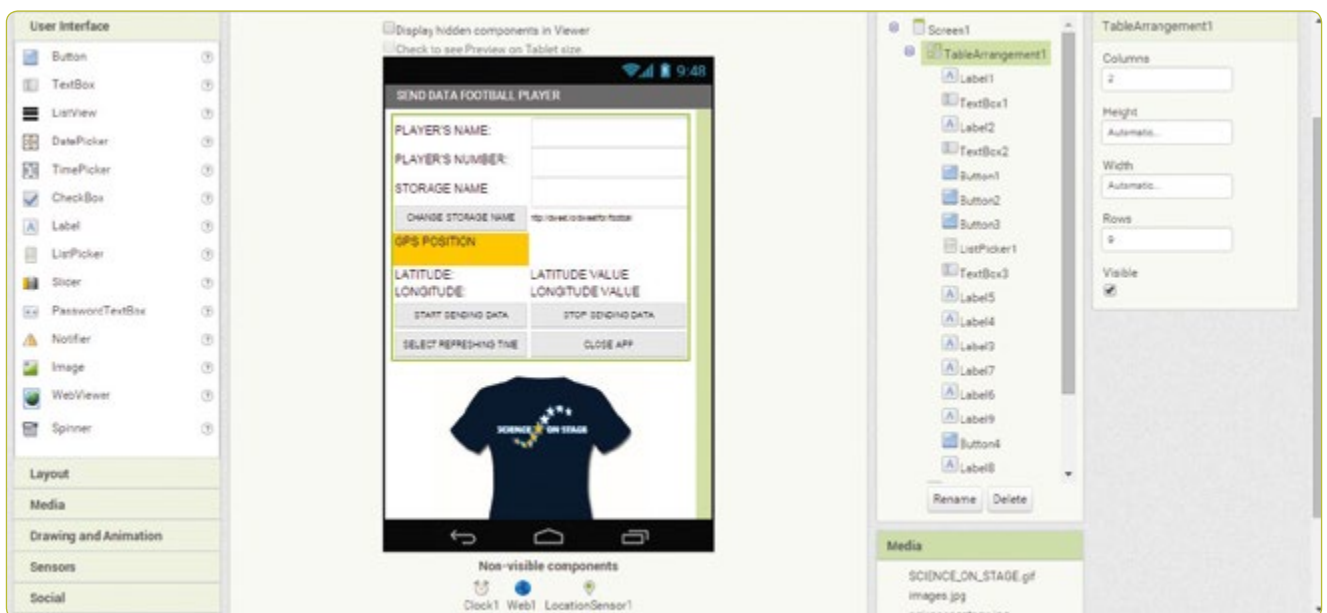 User Interface
Button
TextBox
ListView
DatePicker
TimePicker
CheckBox
Label
ListPicker
Slicer
PasswordTextBox
Notifier
Image
WebViewer
Spinner
Layout
Media
Drawing and Animation
Sensors
Social
Display hidden components in Viewer
Check to see Preview on Tablet size.
9:48
SEND DATA FOOTBALL PLAYER
PLAYER'S NAME:
PLAYER'S NUMBER:
STORAGE NAME
CHANGE STORAGE NAME
GPS POSITION
LATITUDE: LATITUDE VALUE
LONGITUDE: LONGITUDE VALUE
START SENDING DATA STOP SENDING DATA
SELECT REFRESHING TIME CLOSE APP
SCIENCE ON STAGE
Non-visible components
Clock1 Web1 LocationSensor1
Screen1
TableArrangement1
Label1
TextBox1
Label2
TextBox2
Button1
Button2
Button3
ListPicker1
TextBox3
Label5
Label4
Label3
Label7
Label6
Label9
Button4
Label8
Rename Delete
Media
SCIENCE_ON_STAGE.gif
images.jpg
TableArrangement1
Columns
2
Height
Automatic...
Width
Automatic...
Rows
9
Visible